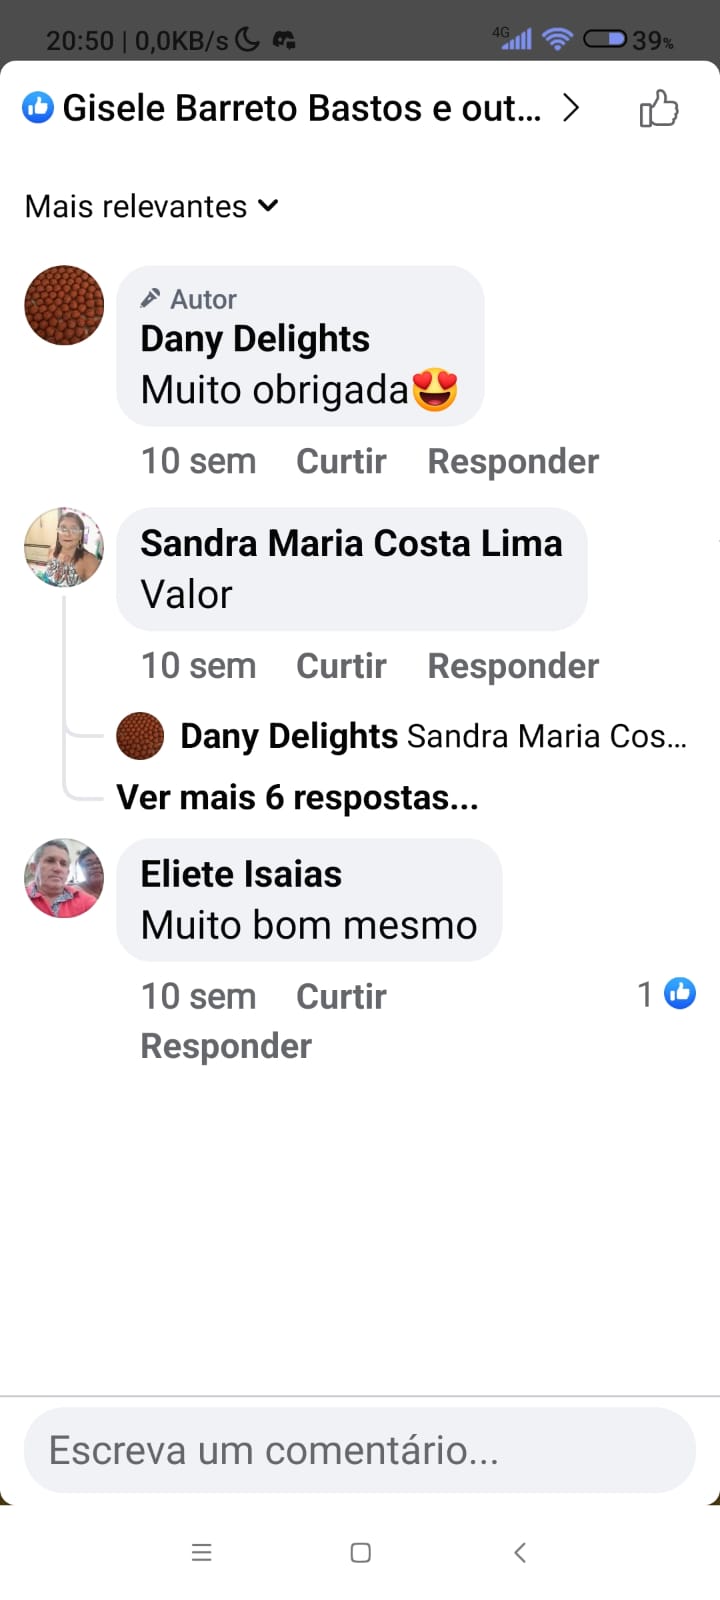 20:50 | 0,0KB/s 4G 39%
Gisele Barreto Bastos e out...
Mais relevantes
Autor
Dany Delights
Muito obrigada😍
10 sem Curtir Responder
Sandra Maria Costa Lima
Valor
10 sem Curtir Responder
Dany Delights Sandra Maria Cos...
Ver mais 6 respostas...
Eliete Isaias
Muito bom mesmo
10 sem Curtir 1
Responder
Escreva um comentário...